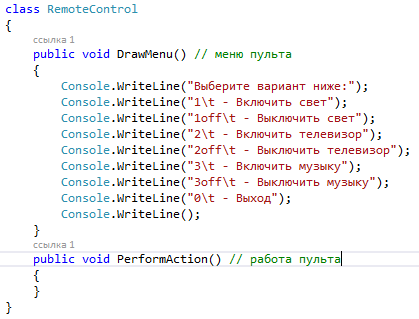 class RemoteControl
{
ссылка 1
public void DrawMenu() // меню пульта
{
Console.WriteLine("Выберите вариант ниже:");
Console.WriteLine("1\t - Включить свет");
Console.WriteLine("1off\t - Выключить свет");
Console.WriteLine("2\t - Включить телевизор");
Console.WriteLine("2off\t - Выключить телевизор");
Console.WriteLine("3\t - Включить музыку");
Console.WriteLine("3off\t - Выключить музыку");
Console.WriteLine("0\t - Выход");
Console.WriteLine();
}
ссылка 1
public void PerformAction() // работа пульта
{
}
}